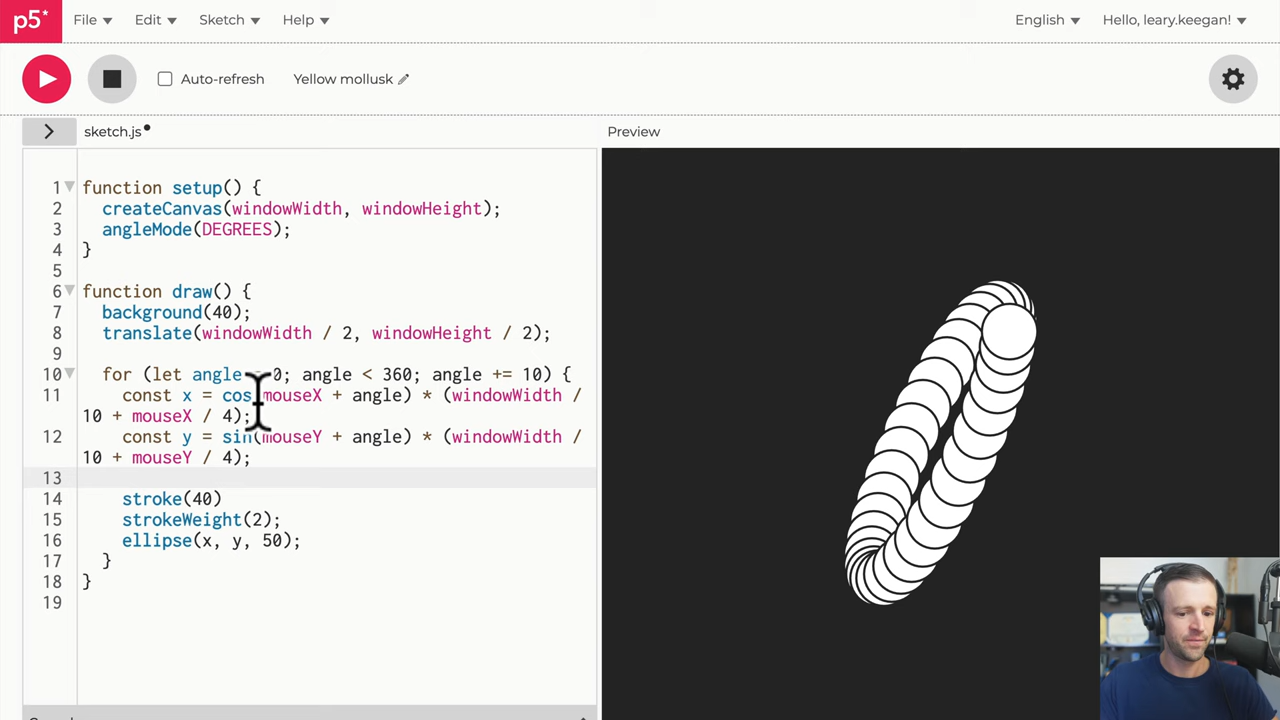 p5* File Edit Sketch Help English Hello, leary.keegan!
Auto-refresh Yellow mollusk
sketch.js Preview
1 function setup() {
2 createCanvas(windowWidth, windowHeight);
3 angleMode(DEGREES);
4 }
5
6 function draw() {
7 background(40);
8 translate(windowWidth / 2, windowHeight / 2);
9
10 for (let angle 0; angle < 360; angle += 10) {
11 const x = cos mouseX + angle) * (windowWidth /
10 + mouseX / 4);
12 const y = sin(mouseY + angle) * (windowWidth /
10 + mouseY / 4);
13
14 stroke(40)
15 strokeWeight(2);
16 ellipse(x, y, 50);
17 }
18 }
19